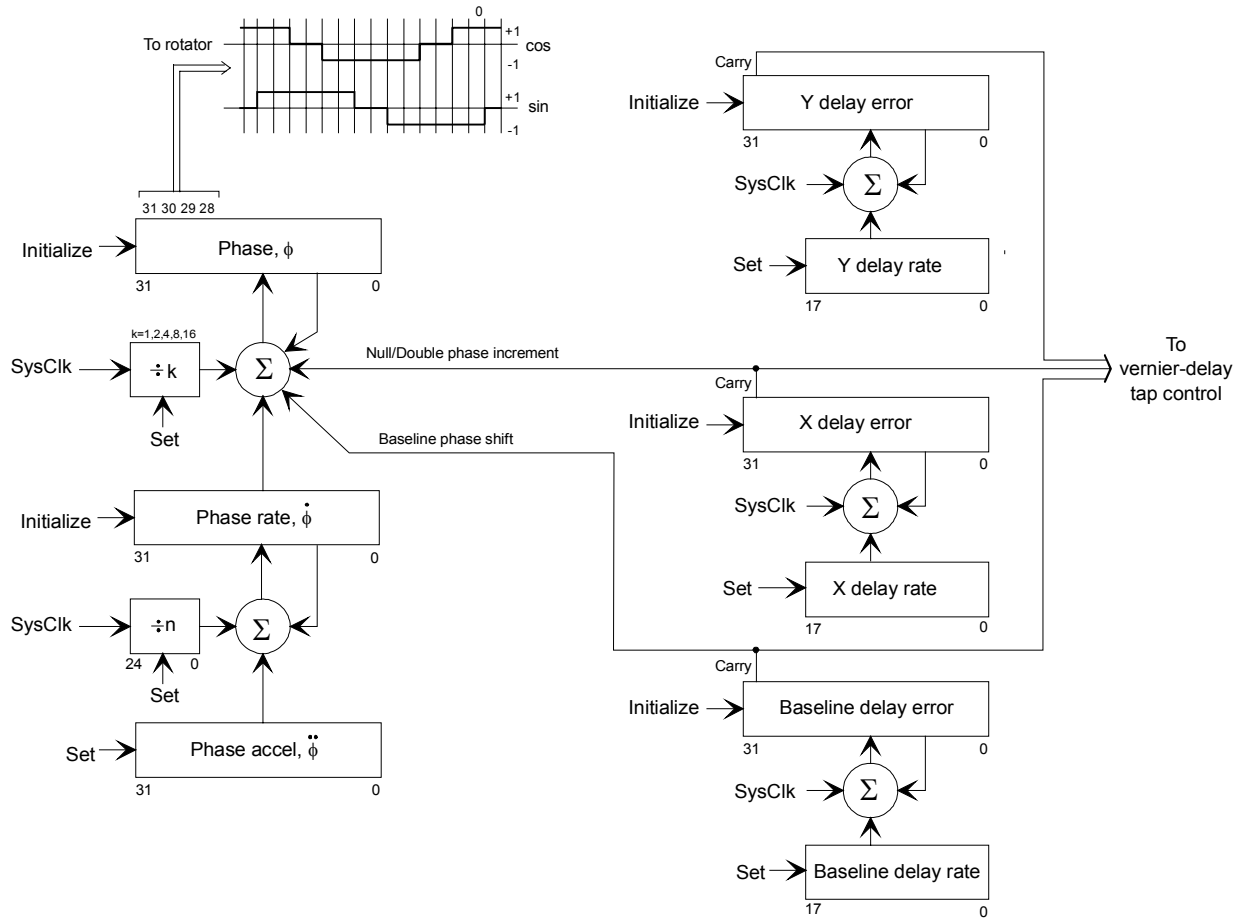 0
+1
cos
-1
To rotator
+1
sin
-1
31 30 29 28
Initialize
Phase, ϕ
31
0
k=1,2,4,8,16
SysClk
÷k
Σ
Set
Null/Double phase increment
Baseline phase shift
Initialize
Phase rate, ϕ̇
31
0
SysClk
÷n
Σ
24
0
Set
Set
Phase accel, ϕ̈
31
0
Carry
Initialize
Y delay error
31
0
SysClk
Σ
Set
Y delay rate
17
0
To
vernier-delay
tap control
Carry
Initialize
X delay error
31
0
SysClk
Σ
Set
X delay rate
17
0
Carry
Initialize
Baseline delay error
31
0
SysClk
Σ
Set
Baseline delay rate
17
0